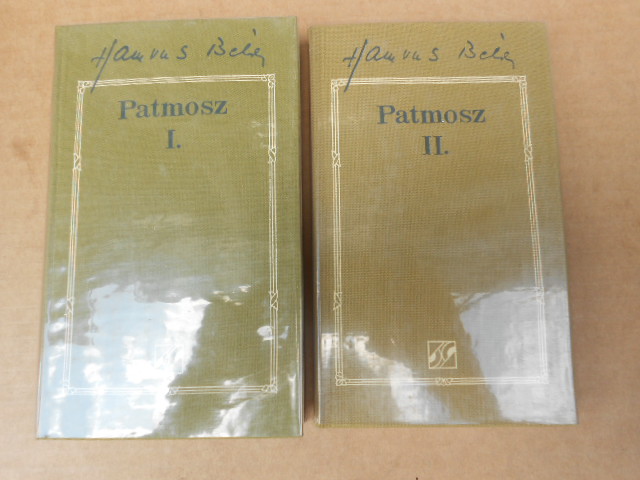 Hamvas Béla
Patmosz
I.
Hamvas Béla
Patmosz
II.